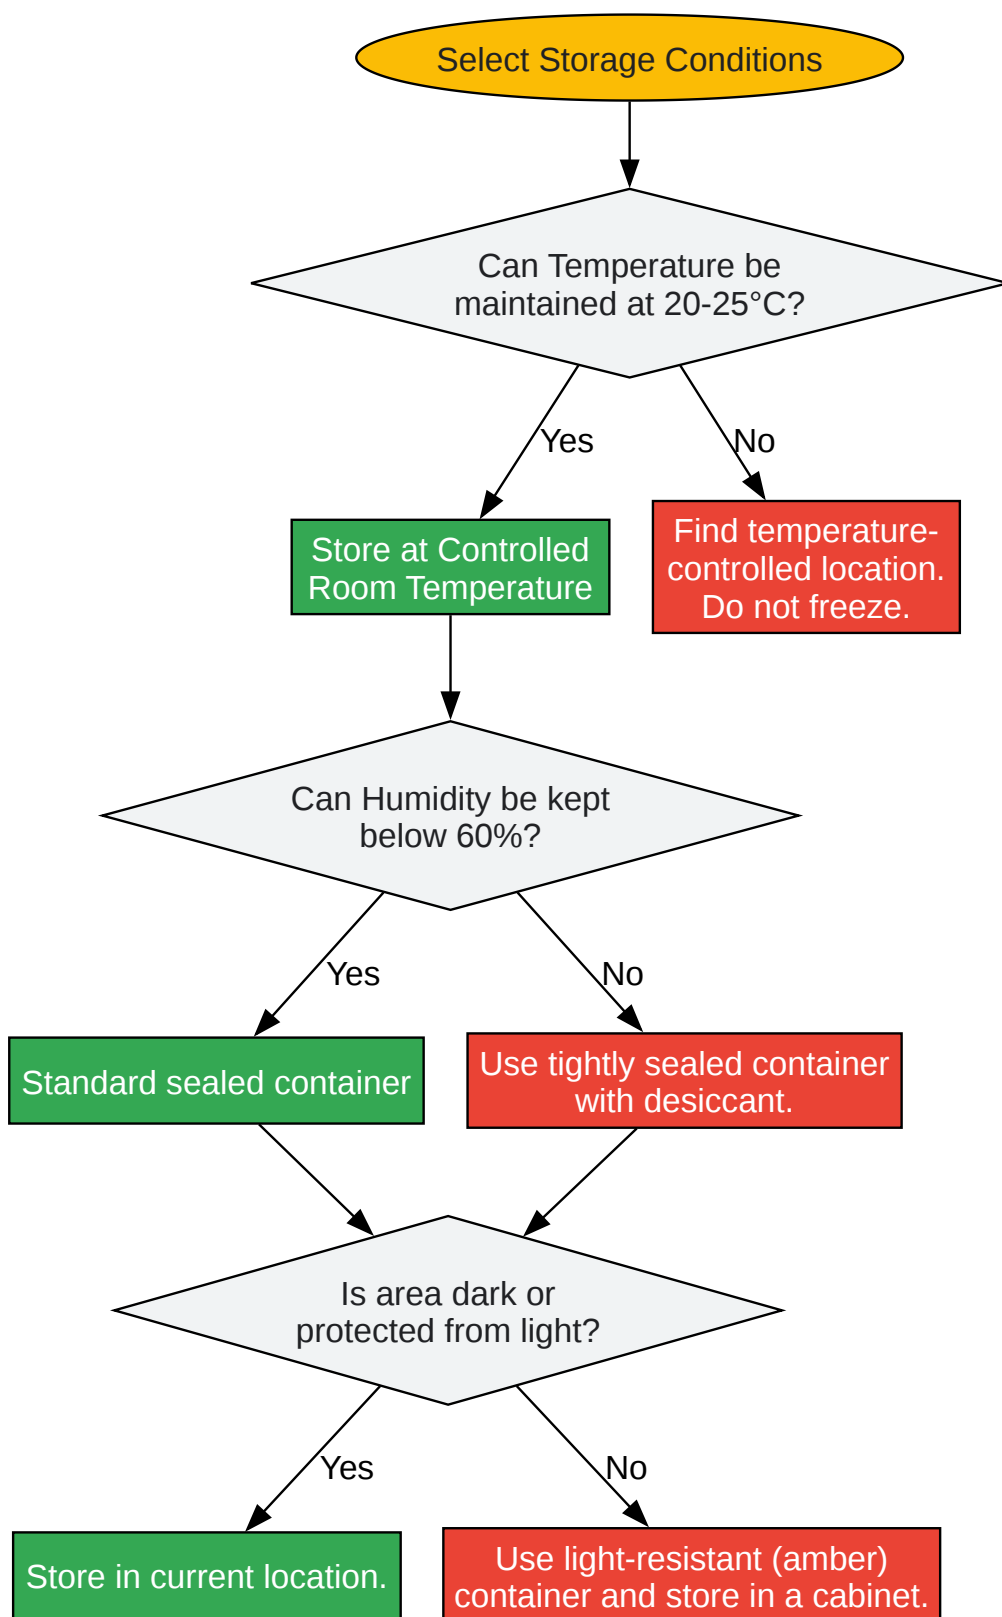 Select Storage Conditions
Can Temperature be
maintained at 20-25°C?
Yes
No
Store at Controlled
Room Temperature
Find temperature-
controlled location.
Do not freeze.
Can Humidity be kept
below 60%?
Yes
No
Standard sealed container
Use tightly sealed container
with desiccant.
Is area dark or
protected from light?
Yes
No
Store in current location.
Use light-resistant (amber)
container and store in a cabinet.